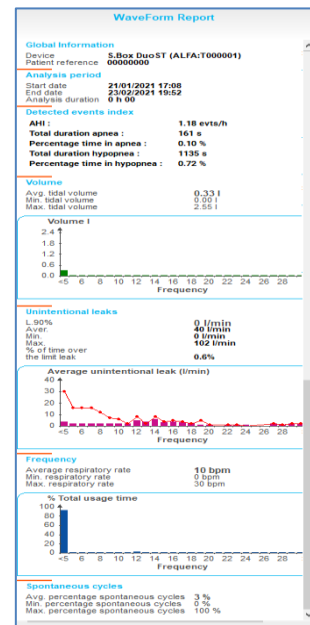 WaveForm Report
Global Information
Device S.Box DuoST (ALFA:T000001)
Patient reference 00000000
Analysis period
Start date 21/01/2021 17:08
End date 23/02/2021 19:52
Analysis duration 0 h 00
Detected events index
AHI : 1.18 evts/h
Total duration apnea : 161 s
Percentage time in apnea : 0.10 %
Total duration hypopnea : 1135 s
Percentage time in hypopnea : 0.72 %
Volume
Avg. tidal volume 0.33 l
Min. tidal volume 0.00 l
Max. tidal volume 2.55 l
Volume l
2.4
1.8
1.2
0.6
0.0
<5 6 8 10 12 14 16 18 20 22 24 26 28
Frequency
Unintentional leaks
L.90% 0 l/min
Aver. 40 l/min
Min. 0 l/min
Max. 102 l/min
% of time over
the limit leak 0.6%
Average unintentional leak (l/min)
40
30
20
10
0
<5 6 8 10 12 14 16 18 20 22 24 26 28
Frequency
Frequency
Average respiratory rate 10 bpm
Min. respiratory rate 0 bpm
Max. respiratory rate 30 bpm
% Total usage time
100
80
60
40
20
0
<5 6 8 10 12 14 16 18 20 22 24 26 28
Frequency
Spontaneous cycles
Avg. percentage spontaneous cycles 3 %
Min. percentage spontaneous cycles 0 %
Max. percentage spontaneous cycles 100 %